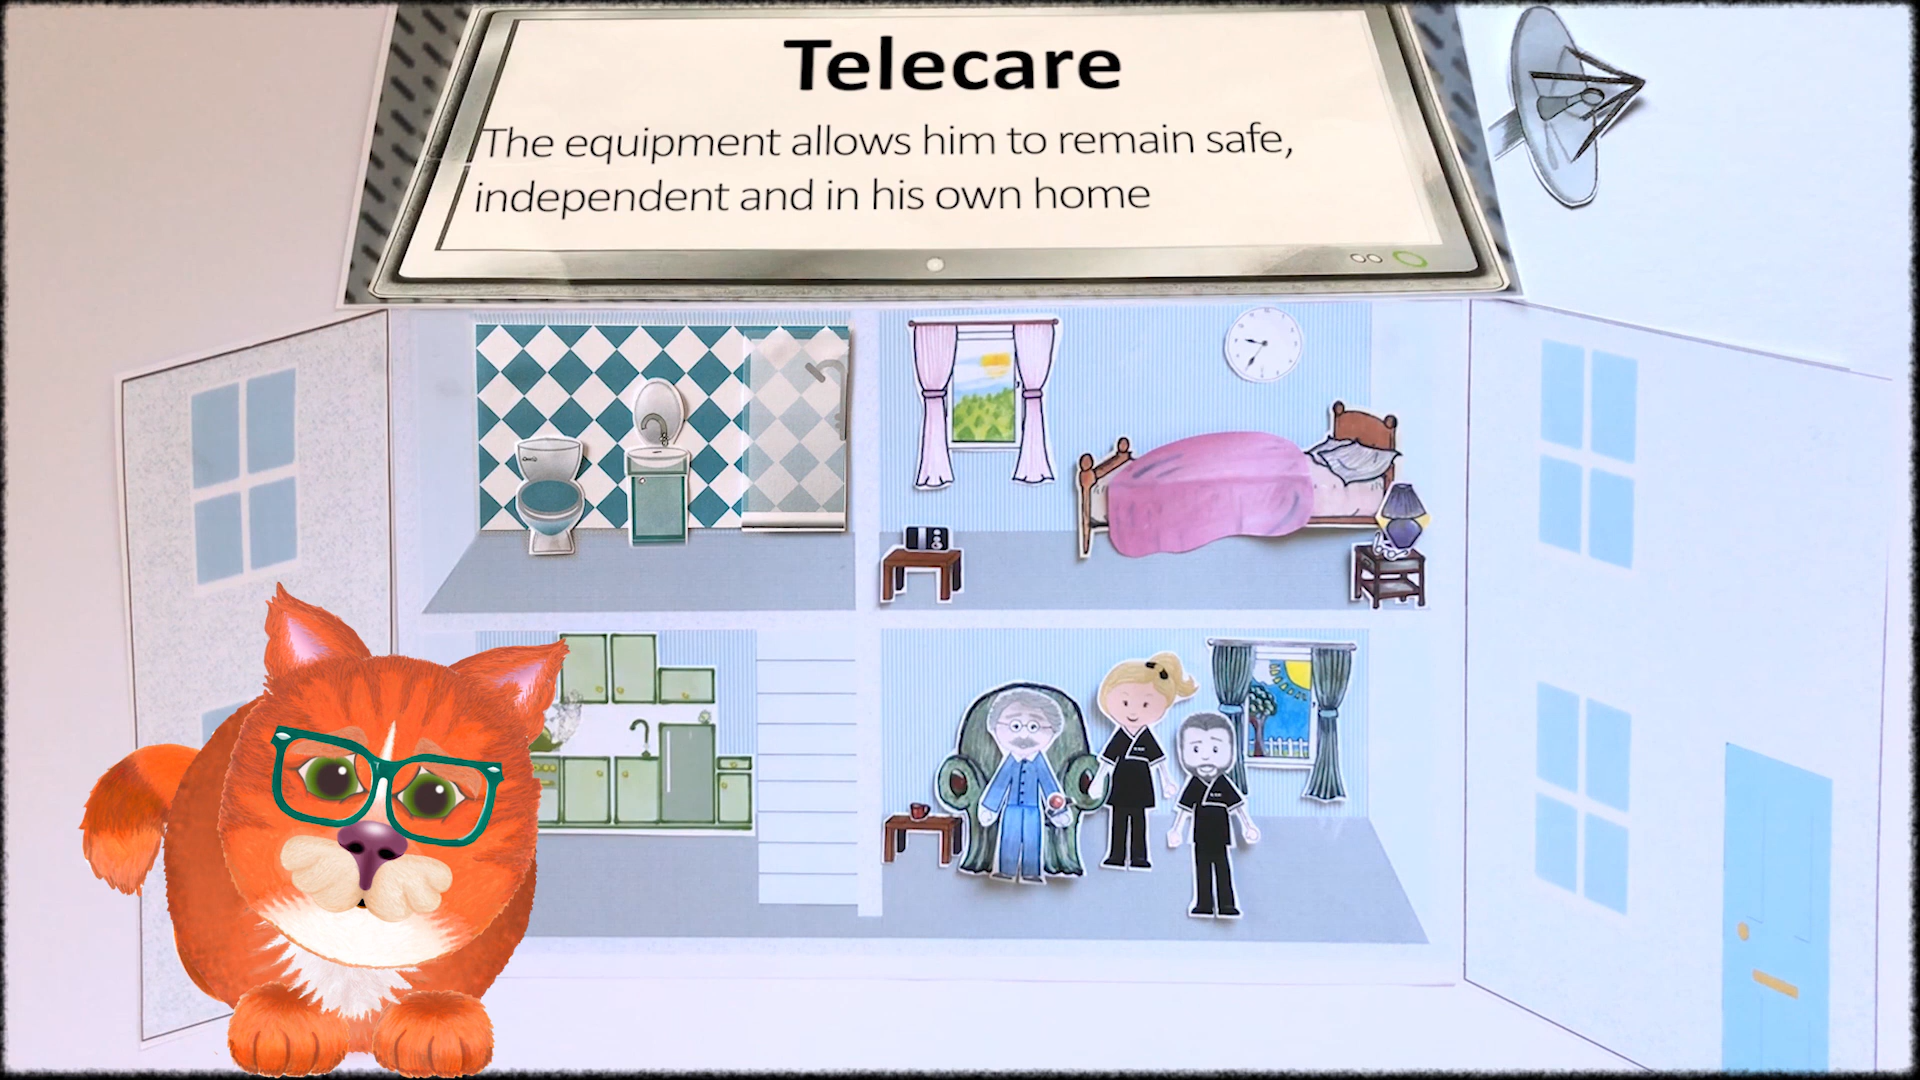 Telecare
The equipment allows him to remain safe,
independent and in his own home